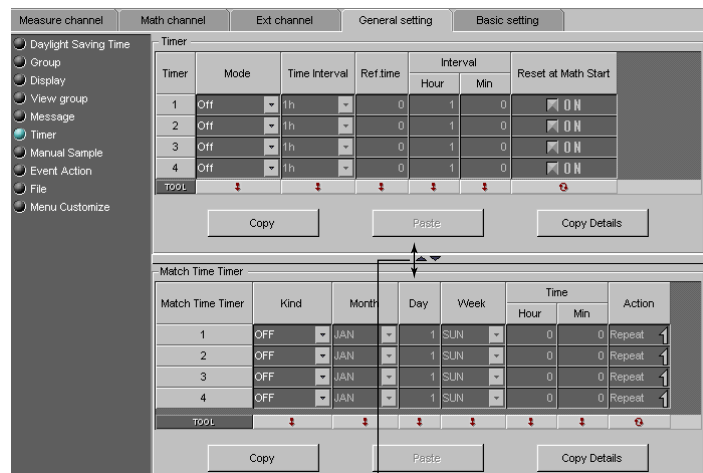 Measure channel Math channel Ext channel General setting Basic setting
Daylight Saving Time
Group
Display
View group
Message
Timer
Manual Sample
Event Action
File
Menu Customize
Timer
Timer Mode Time Interval Ref.time Interval Reset at Math Start
Hour Min
1 Off 1h 0 1 0 ON
2 Off 1h 0 1 0 ON
3 Off 1h 0 1 0 ON
4 Off 1h 0 1 0 ON
TOOL
Copy Paste Copy Details
Match Time Timer
Match Time Timer Kind Month Day Week Time Action
Hour Min
1 OFF JAN 1 SUN 0 0 Repeat
2 OFF JAN 1 SUN 0 0 Repeat
3 OFF JAN 1 SUN 0 0 Repeat
4 OFF JAN 1 SUN 0 0 Repeat
TOOL
Copy Paste Copy Details